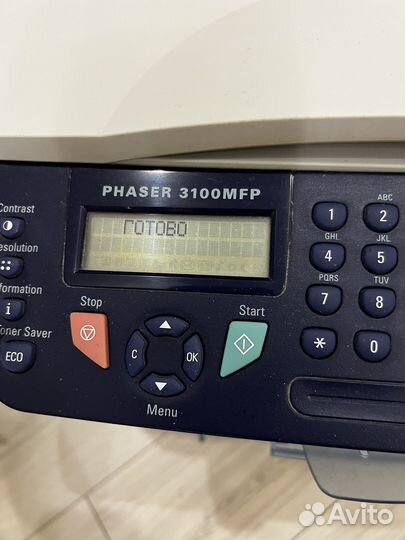 PHASER 3100MFP
ГОТОВО
Contrast
esolution
formation
i
oner Saver
ECO
Stop
Start
C
OK
Menu
1
ABC
2
GHI
4
JKL
5
PQRS
7
TUV
8
*
0
Avito